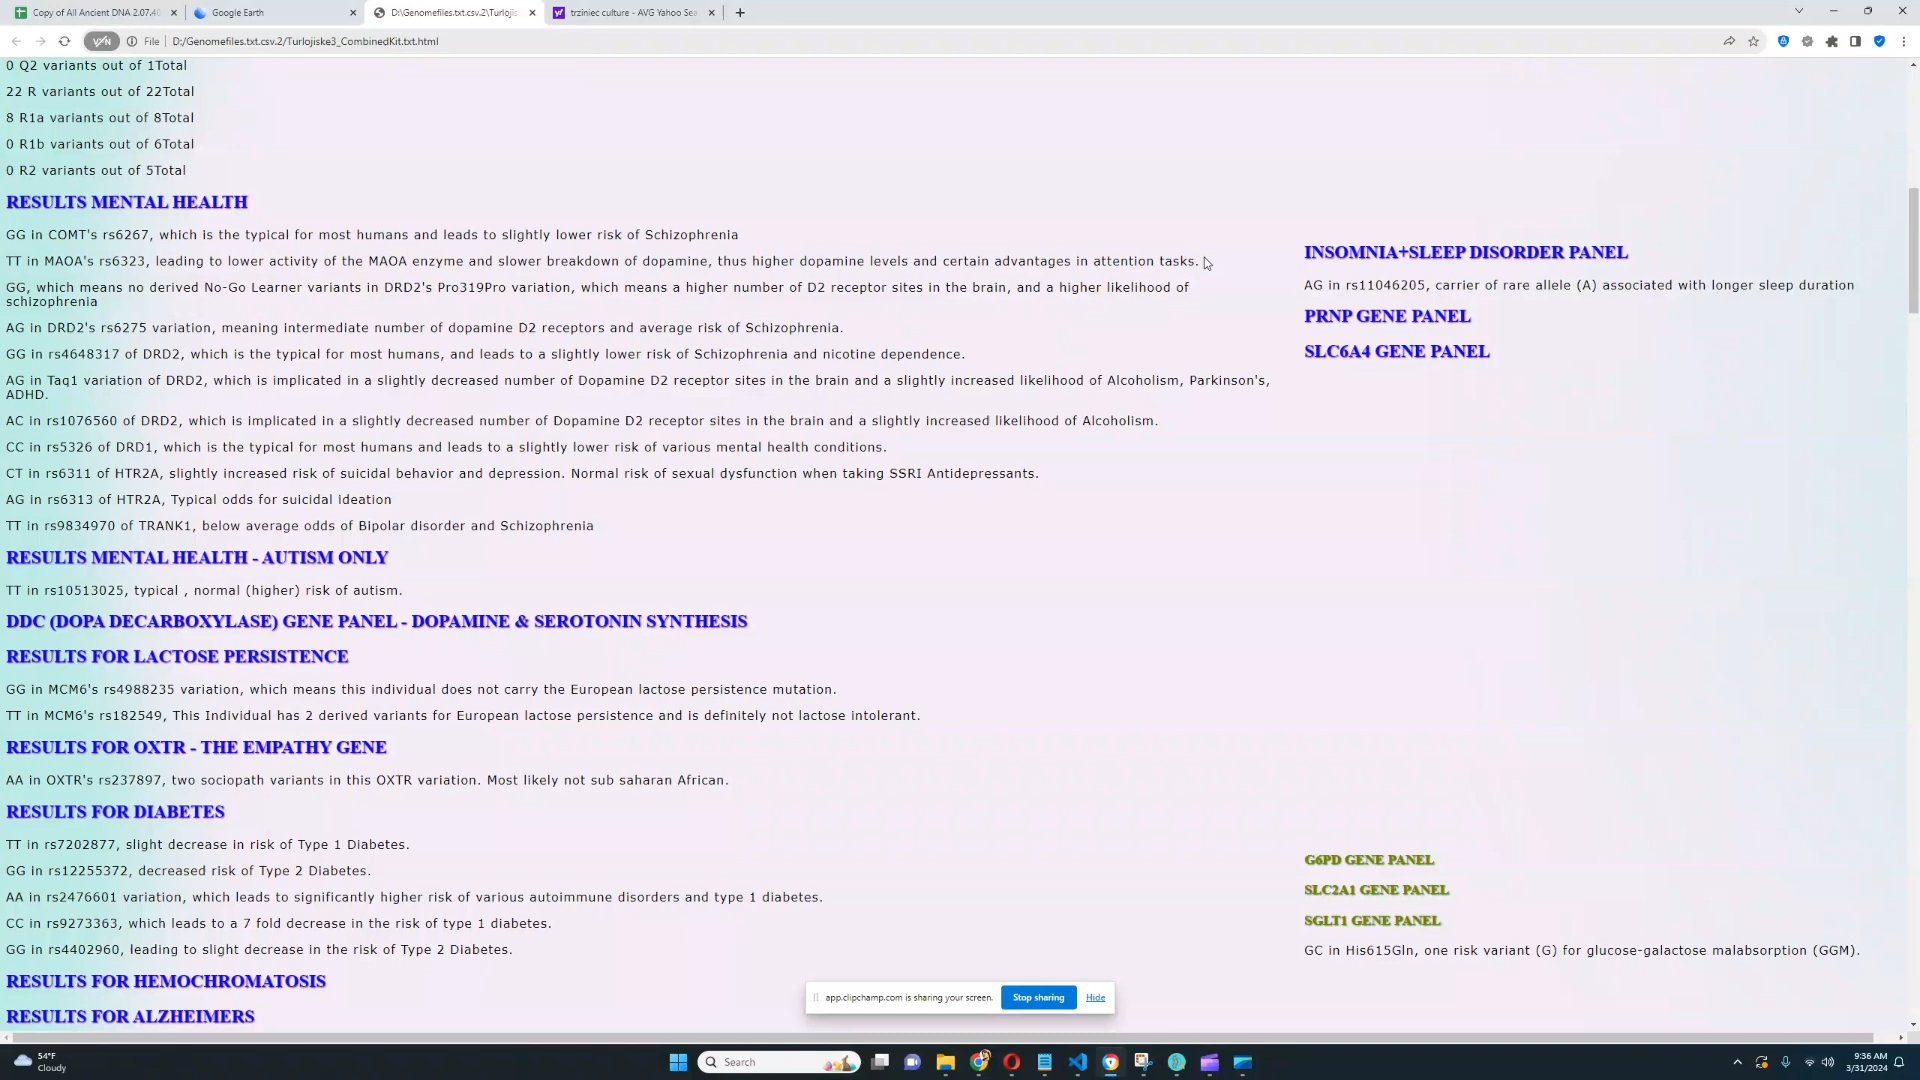 Copy of All Ancient DNA 2.07.4
Google Earth
D:\Genomefiles.txt.csv.2\Turlojis
trziniec culture - AVG Yahoo Sea
VPN
File
D:/Genomefiles.txt.csv.2/Turlojiske3_CombinedKit.txt.html
0 Q2 variants out of 1Total
22 R variants out of 22Total
8 R1a variants out of 8Total
0 R1b variants out of 6Total
0 R2 variants out of 5Total
RESULTS MENTAL HEALTH
GG in COMT's rs6267, which is the typical for most humans and leads to slightly lower risk of Schizophrenia
TT in MAOA's rs6323, leading to lower activity of the MAOA enzyme and slower breakdown of dopamine, thus higher dopamine levels and certain advantages in attention tasks.
GG, which means no derived No-Go Learner variants in DRD2's Pro319Pro variation, which means a higher number of D2 receptor sites in the brain, and a higher likelihood of
schizophrenia
AG in DRD2's rs6275 variation, meaning intermediate number of dopamine D2 receptors and average risk of Schizophrenia.
GG in rs4648317 of DRD2, which is the typical for most humans, and leads to a slightly lower risk of Schizophrenia and nicotine dependence.
AG in Taq1 variation of DRD2, which is implicated in a slightly decreased number of Dopamine D2 receptor sites in the brain and a slightly increased likelihood of Alcoholism, Parkinson's,
ADHD.
AC in rs1076560 of DRD2, which is implicated in a slightly decreased number of Dopamine D2 receptor sites in the brain and a slightly increased likelihood of Alcoholism.
CC in rs5326 of DRD1, which is the typical for most humans and leads to a slightly lower risk of various mental health conditions.
CT in rs6311 of HTR2A, slightly increased risk of suicidal behavior and depression. Normal risk of sexual dysfunction when taking SSRI Antidepressants.
AG in rs6313 of HTR2A, Typical odds for suicidal ideation
TT in rs9834970 of TRANK1, below average odds of Bipolar disorder and Schizophrenia
RESULTS MENTAL HEALTH - AUTISM ONLY
TT in rs10513025, typical , normal (higher) risk of autism.
DDC (DOPA DECARBOXYLASE) GENE PANEL - DOPAMINE & SEROTONIN SYNTHESIS
RESULTS FOR LACTOSE PERSISTENCE
GG in MCM6's rs4988235 variation, which means this individual does not carry the European lactose persistence mutation.
TT in MCM6's rs182549, This Individual has 2 derived variants for European lactose persistence and is definitely not lactose intolerant.
RESULTS FOR OXTR - THE EMPATHY GENE
AA in OXTR's rs237897, two sociopath variants in this OXTR variation. Most likely not sub saharan African.
RESULTS FOR DIABETES
TT in rs7202877, slight decrease in risk of Type 1 Diabetes.
GG in rs12255372, decreased risk of Type 2 Diabetes.
AA in rs2476601 variation, which leads to significantly higher risk of various autoimmune disorders and type 1 diabetes.
CC in rs9273363, which leads to a 7 fold decrease in the risk of type 1 diabetes.
GG in rs4402960, leading to slight decrease in the risk of Type 2 Diabetes.
RESULTS FOR HEMOCHROMATOSIS
RESULTS FOR ALZHEIMERS
INSOMNIA+SLEEP DISORDER PANEL
AG in rs11046205, carrier of rare allele (A) associated with longer sleep duration
PRNP GENE PANEL
SLC6A4 GENE PANEL
G6PD GENE PANEL
SLC2A1 GENE PANEL
SGLT1 GENE PANEL
GC in His615Gln, one risk variant (G) for glucose-galactose malabsorption (GGM).
app.clipchamp.com is sharing your screen.
Stop sharing
Hide
54°F
Cloudy
Search
9:36 AM
3/31/2024